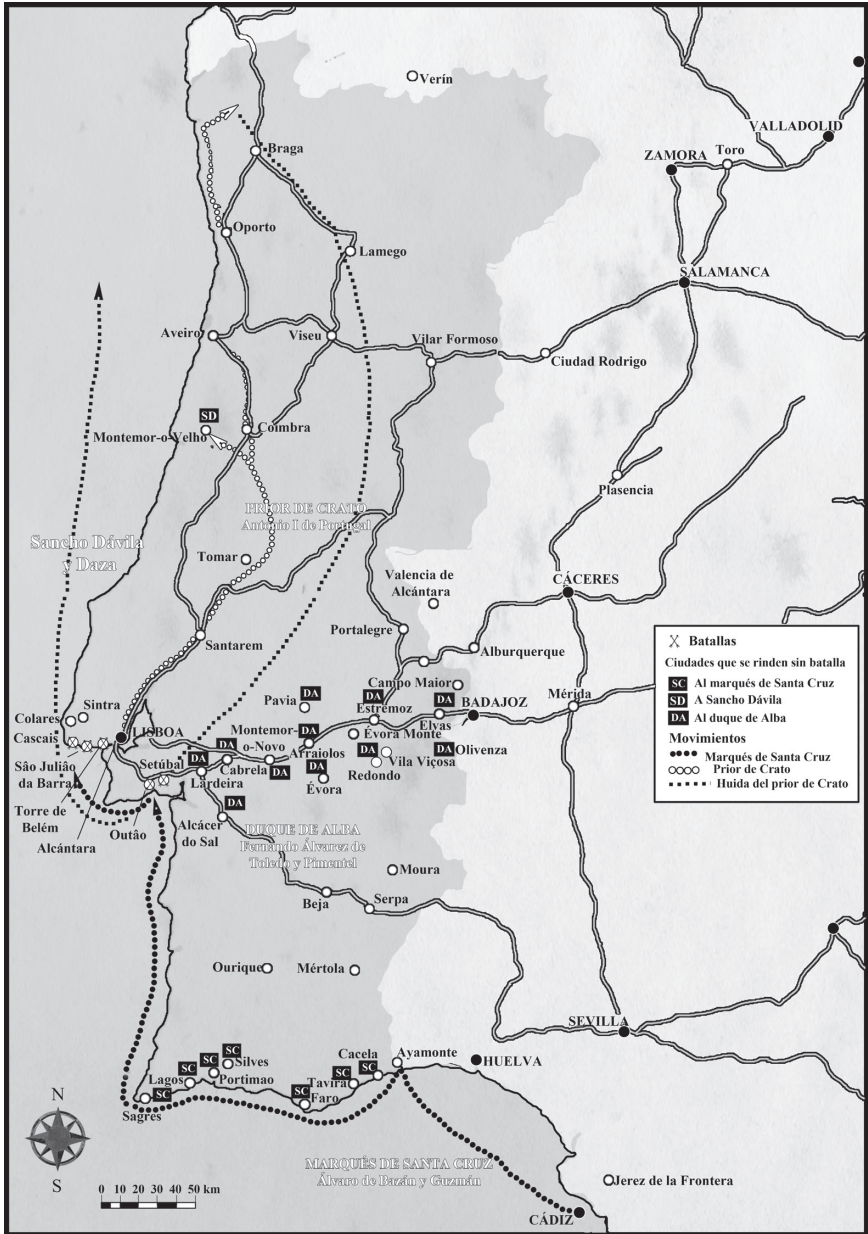 Verín
VALLADOLID
ZAMORA
Toro
Braga
Oporto
Lamego
SALAMANCA
Aveiro
Viseu
Vilar Formoso
Ciudad Rodrigo
SD
Montemor-o-Velho
Coimbra
Plasencia
PRIOR DE CRATO
Antonio I de Portugal
Sancho Dávila
y Daza
Tomar
Valencia de
Alcántara
CÁCERES
Santarem
Portalegre
Alburquerque
Campo Maior
BADAJOZ
Mérida
Colares
Sintra
Cascais
LISBOA
Pavia
DA
DA
Estremoz
DA
Elvas
Montemor-
o-Novo
DA
Arraiolos
Évora Monte
DA
Vila Viçosa
Redondo
DA
Olivenza
Setúbal
DA
DA
Cabrela
DA
DA
Évora
Lardeira
Sâo Juliâo
da Barra
Torre de
Belém
Alcántara
Outâo
DA
Alcácer
do Sal
DUQUE DE ALBA
Fernando Álvarez de
Toledo y Pimentel
Moura
Beja
Serpa
Ourique
Mértola
SEVILLA
Ayamonte
HUELVA
Cacela
SC
SC
Tavira
SC
Faro
SC
Silves
SC
Portimao
SC
Lagos
SC
Sagres
MARQUÉS DE SANTA CRUZ
Álvaro de Bazán y Guzmán
Jerez de la Frontera
CÁDIZ
N
S
0 10 20 30 40 50 km
Batallas
Ciudades que se rinden sin batalla
SC Al marqués de Santa Cruz
SD A Sancho Dávila
DA Al duque de Alba
Movimientos
Marqués de Santa Cruz
Prior de Crato
Huida del prior de Crato